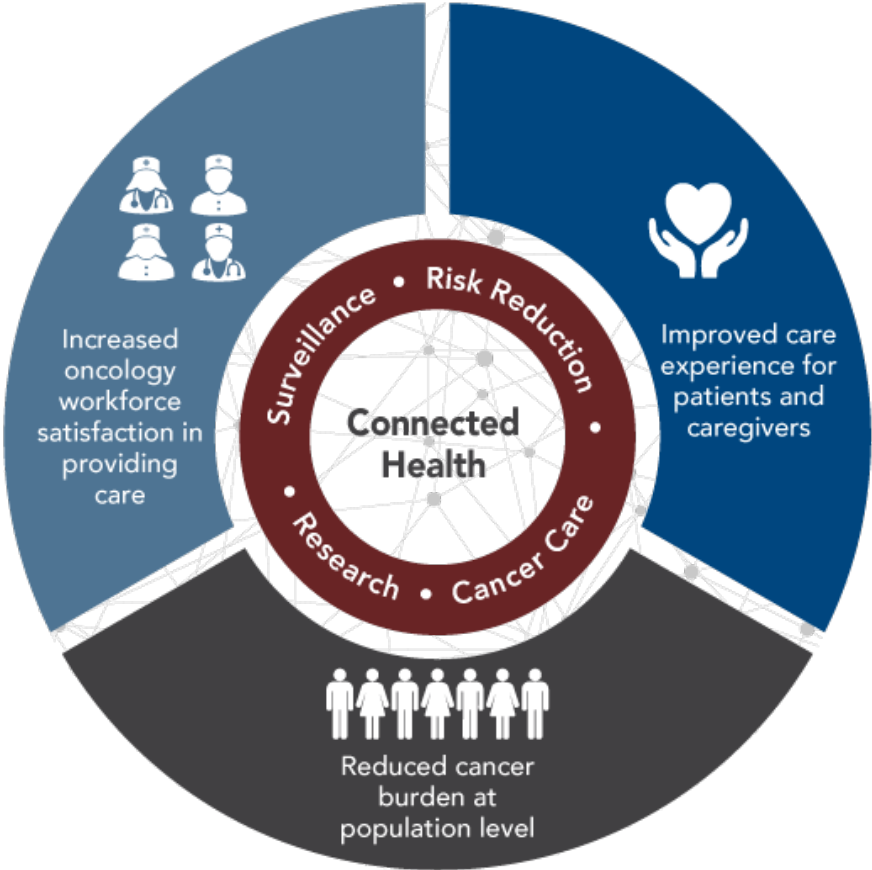 Increased
oncology
workforce
satisfaction in
providing
care
Improved care
experience for
patients and
caregivers
Surveillance • Risk Reduction •
Research • Cancer Care
Connected
Health
Reduced cancer
burden at
population level